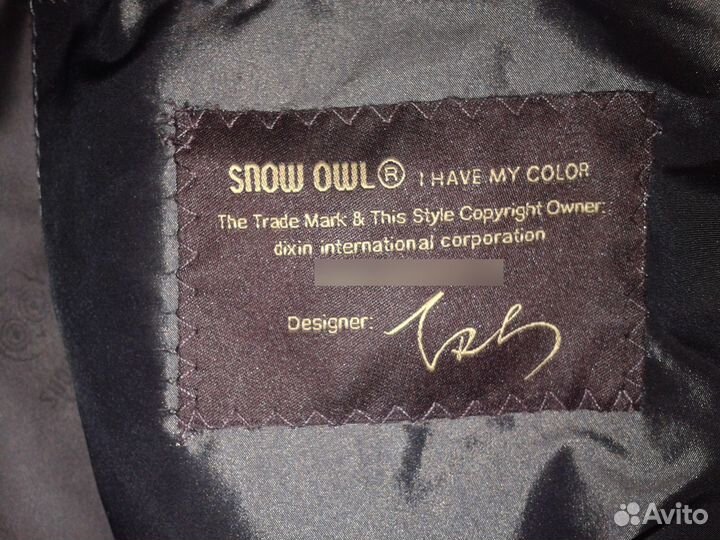 SNOW OWL® I HAVE MY COLOR
The Trade Mark & This Style Copyright Owner:
dixin international corporation
Designer:
Avito